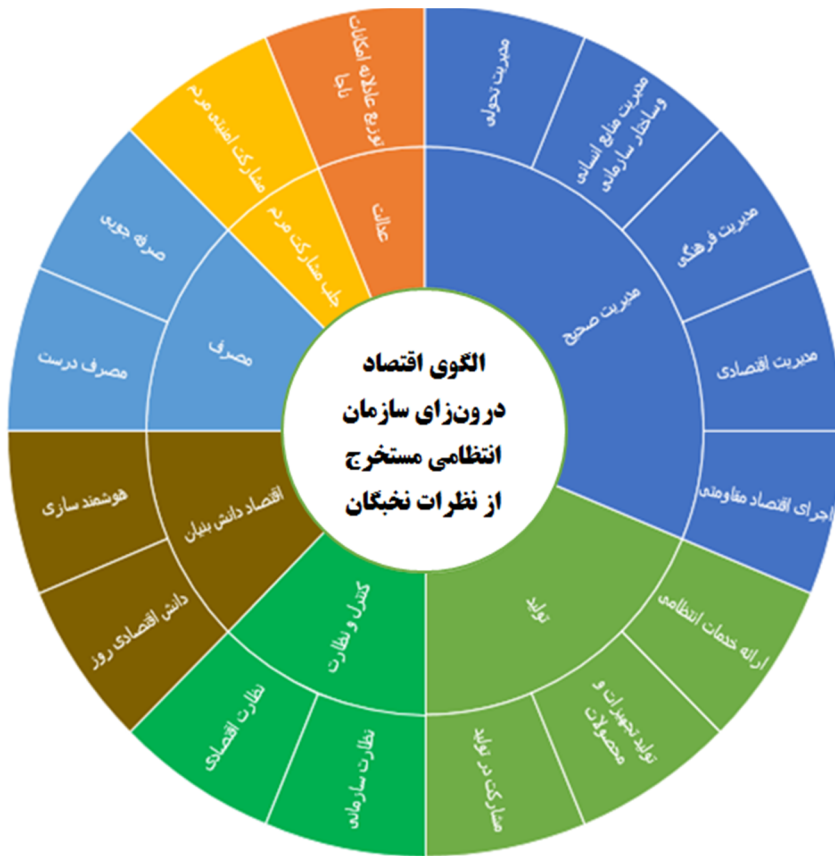 الگوی اقتصاد
درون‌زای سازمان
انتظامی مستخرج
از نظرات نخبگان
مدیریت صحیح
مدیریت تحولی
مدیریت منابع انسانی
وساختار سازمانی
مدیریت فرهنگی
مدیریت اقتصادی
اجرای اقتصاد مقاومتی
تولید
ارائه خدمات انتظامی
تولید تجهیزات و
محصولات
مشارکت در تولید
کنترل و نظارت
نظارت سازمانی
نظارت اقتصادی
اقتصاد دانش بنیان
دانش اقتصادی روز
هوشمند سازی
مصرف
مصرف درست
صرفه جویی
جلب مشارکت مردم
مشارکت امنیتی مردم
عدالت
توزیع عادلانه امکانات
ناجا